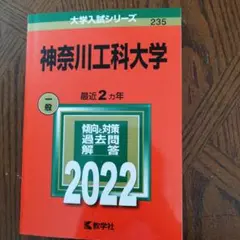 大学入試シリーズ
235
神奈川工科大学
一般
最近2カ年
傾向と対策
過去問
解答
2022
教学社